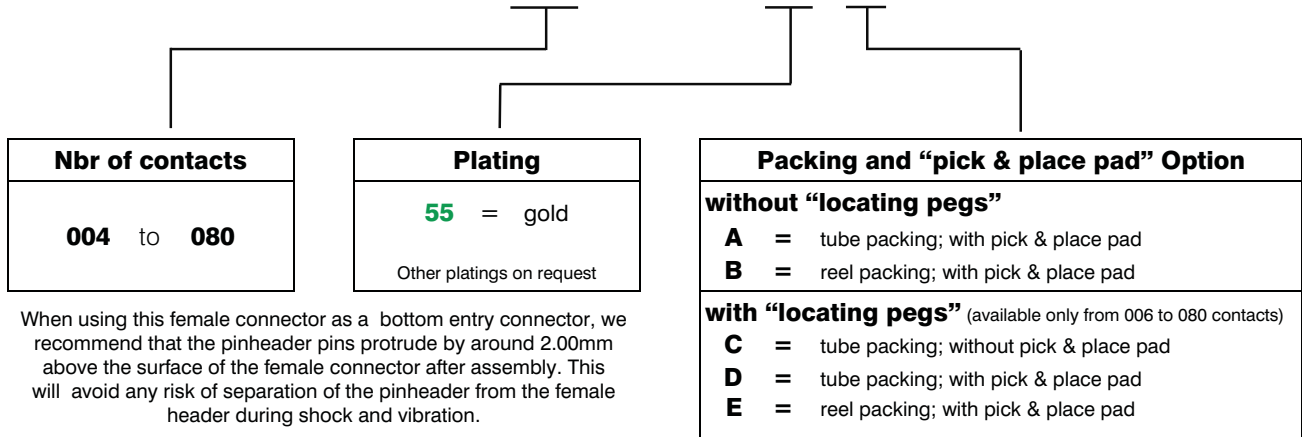 Nbr of contacts
004 to 080
Plating
55 = gold
Other platings on request
When using this female connector as a bottom entry connector, we
recommend that the pinheader pins protrude by around 2.00mm
above the surface of the female connector after assembly. This
will avoid any risk of separation of the pinheader from the female
header during shock and vibration.
Packing and “pick & place pad” Option
without “locating pegs”
A = tube packing; with pick & place pad
B = reel packing; with pick & place pad
with “locating pegs” (available only from 006 to 080 contacts)
C = tube packing; without pick & place pad
D = tube packing; with pick & place pad
E = reel packing; with pick & place pad